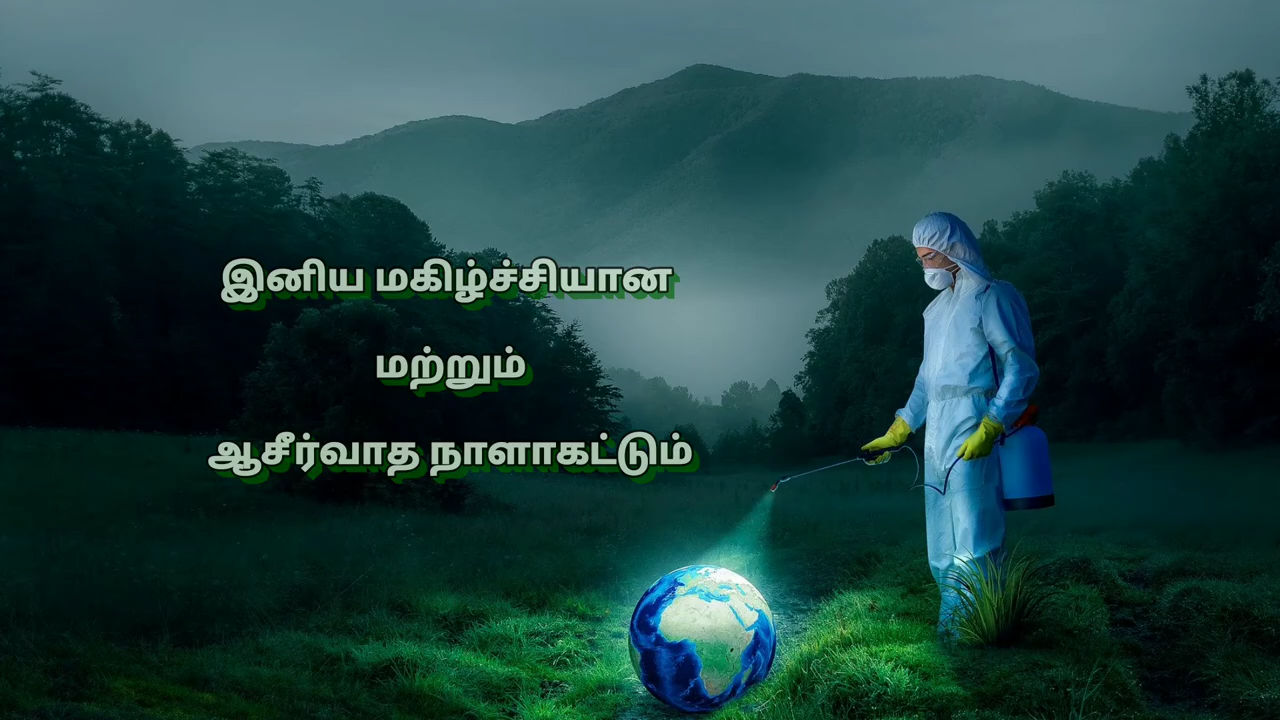 இனிய மகிழ்ச்சியான
மற்றும்
ஆசீர்வாத நாளாகட்டும்